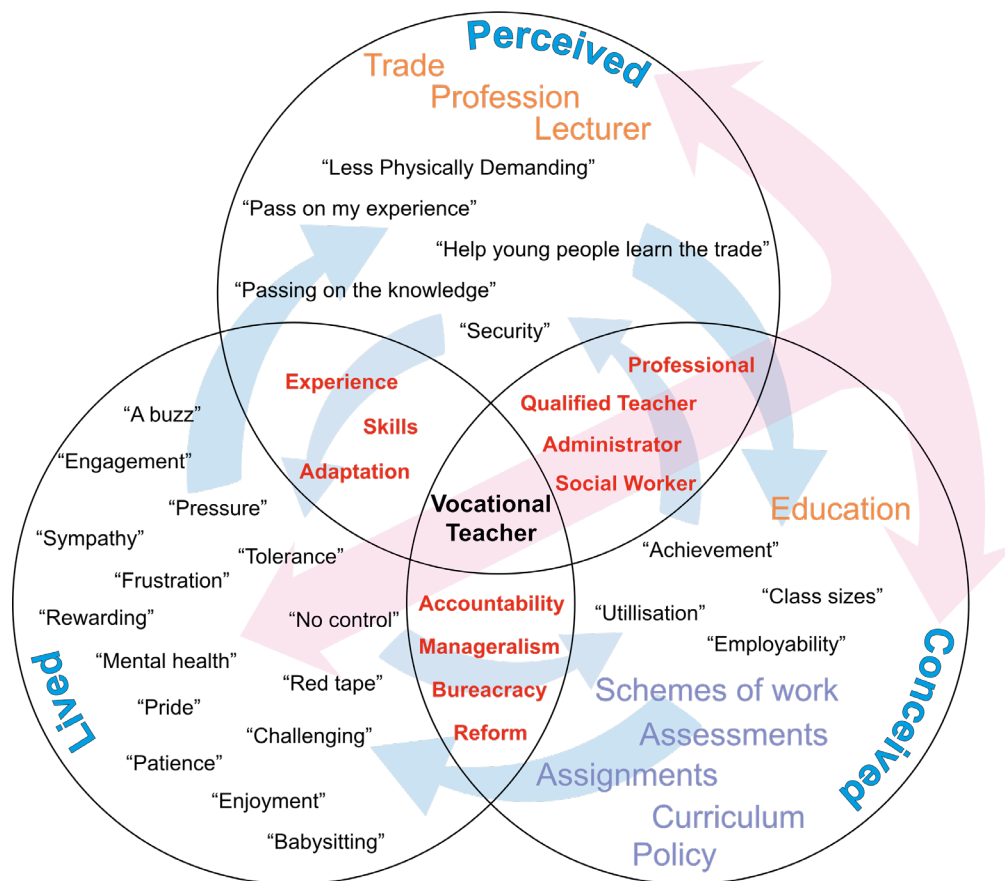 Perceived
Trade
Profession
Lecturer
“Less Physically Demanding”
“Pass on my experience”
“Help young people learn the trade”
“Passing on the knowledge”
“Security”
Experience
Skills
Adaptation
Professional
Qualified Teacher
Administrator
Social Worker
Vocational
Teacher
“A buzz”
“Engagement”
“Pressure”
“Sympathy”
“Tolerance”
“Frustration”
“Rewarding”
“No control”
“Mental health”
“Red tape”
“Pride”
“Challenging”
“Patience”
“Enjoyment”
“Babysitting”
Lived
Accountability
Manageralism
Bureacracy
Reform
Education
“Achievement”
“Class sizes”
“Utillisation”
“Employability”
Schemes of work
Assessments
Assignments
Curriculum
Policy
Conceived